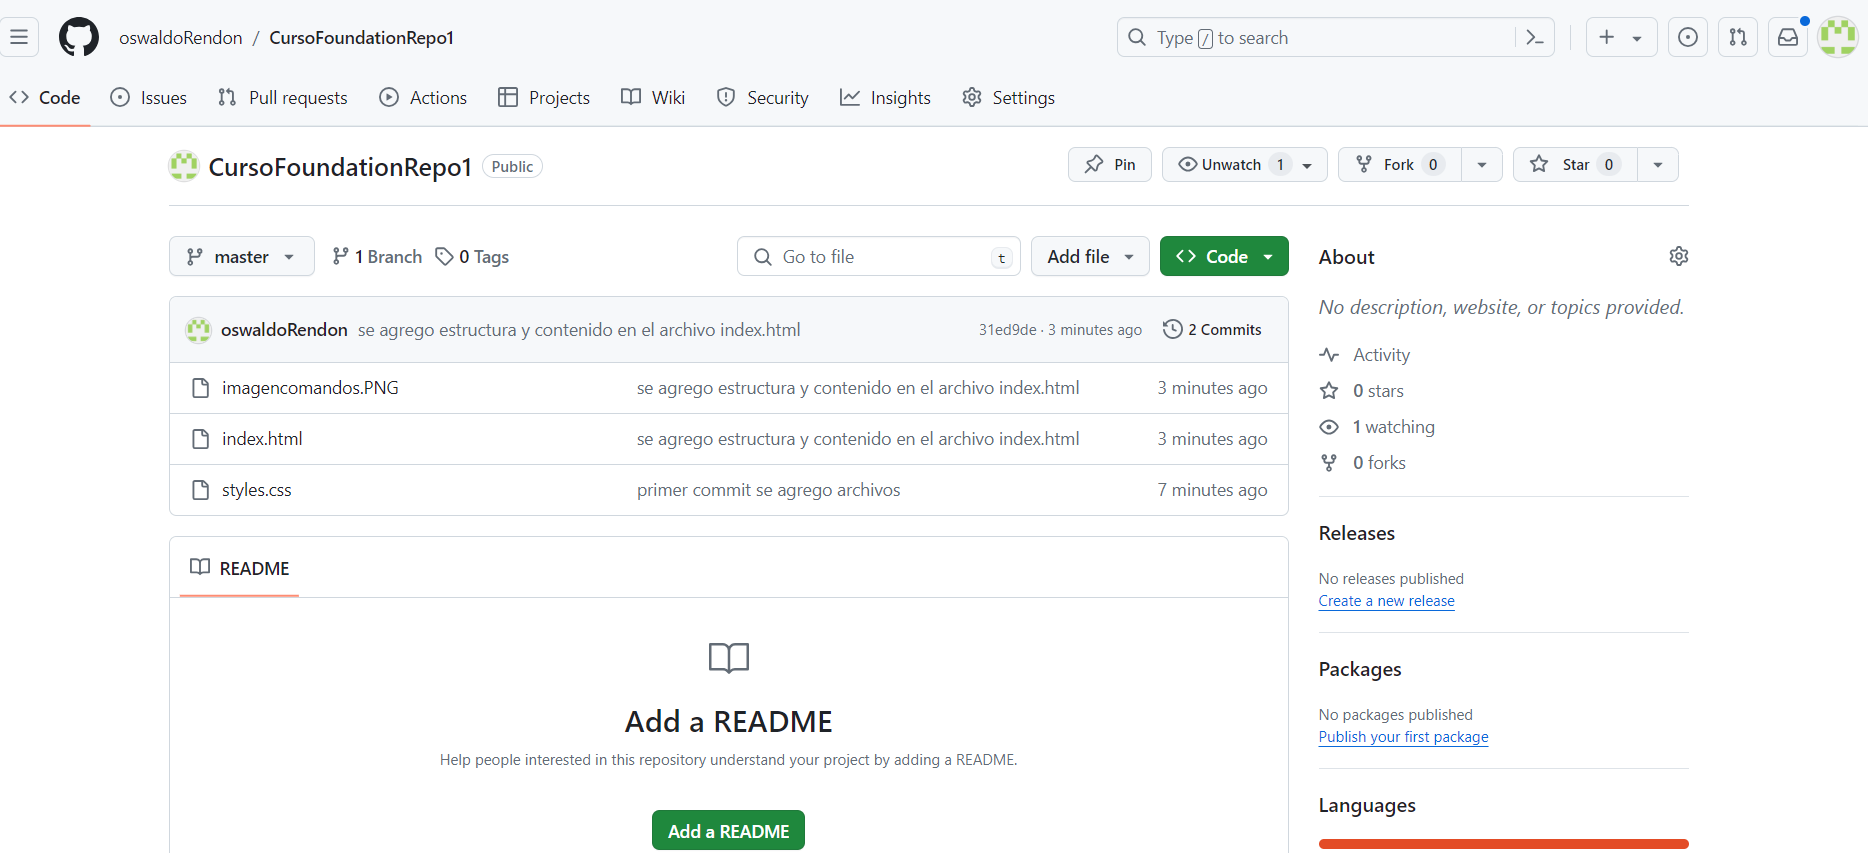 oswaldoRendon / CursoFoundationRepo1
Type / to search
Code Issues Pull requests Actions Projects Wiki Security Insights Settings
CursoFoundationRepo1 Public
Pin Unwatch 1 Fork 0 Star 0
master 1 Branch 0 Tags Go to file t Add file Code
oswaldoRendon se agrego estructura y contenido en el archivo index.html 31ed9de · 3 minutes ago 2 Commits
imagencomandos.PNG se agrego estructura y contenido en el archivo index.html 3 minutes ago
index.html se agrego estructura y contenido en el archivo index.html 3 minutes ago
styles.css primer commit se agrego archivos 7 minutes ago
README
Add a README
Help people interested in this repository understand your project by adding a README.
Add a README
About
No description, website, or topics provided.
Activity
0 stars
1 watching
0 forks
Releases
No releases published
Create a new release
Packages
No packages published
Publish your first package
Languages